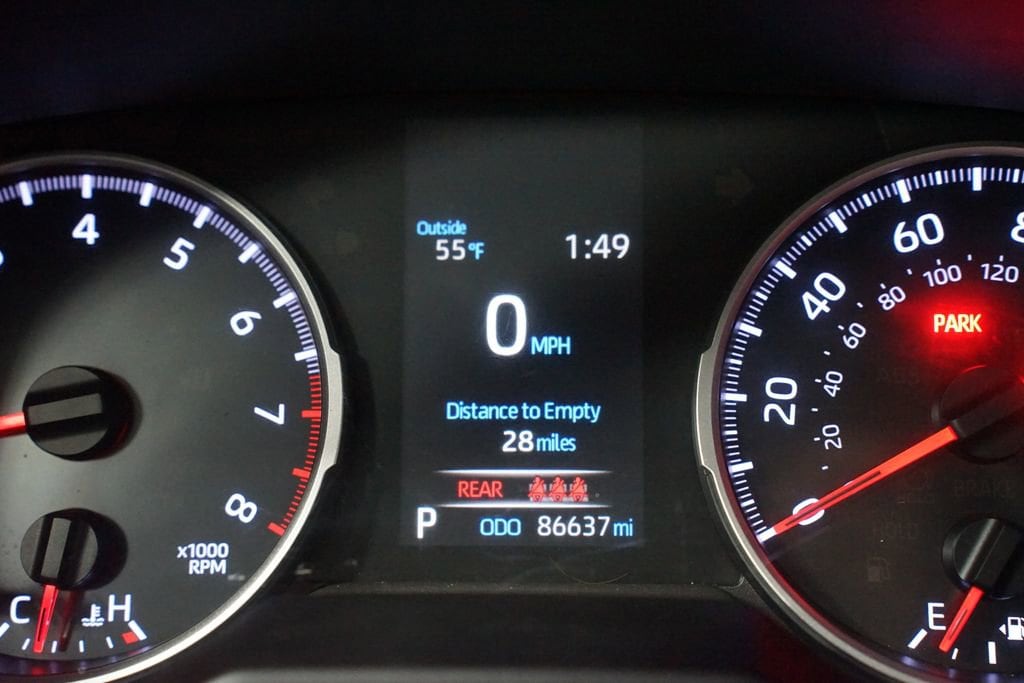 4
5
6
7
8
x1000
RPM
C
H
Outside
55°F
1:49
0 MPH
Distance to Empty
28 miles
REAR
P
ODO 86637 mi
0
20
40
60
8
20
40
60
80
100
120
PARK
E